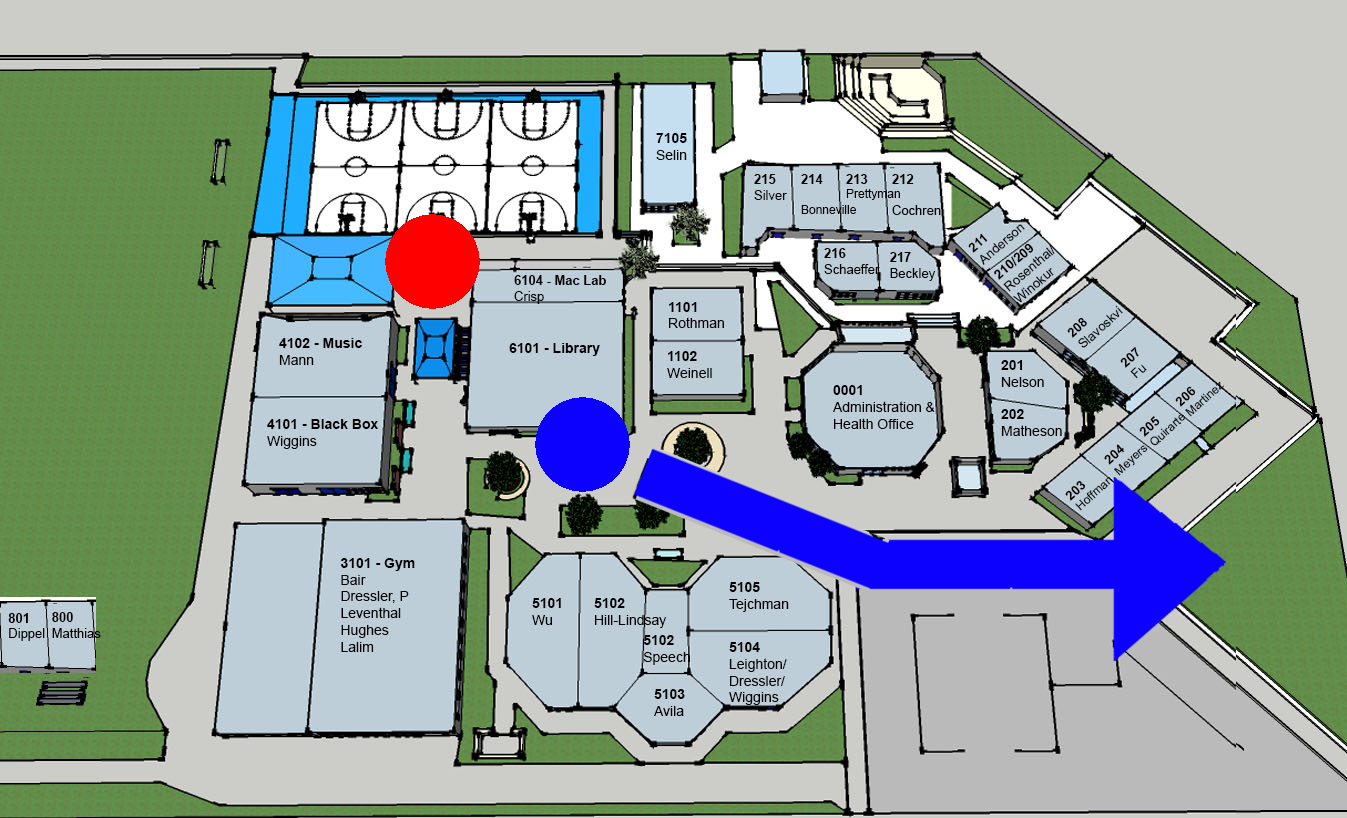 7105
Selin
215
Silver
214
Bonneville
213
Prettyman
212
Cochren
216
Schaeffer
217
Beckley
211
Anderson
210/209
Rosenthal/
Winokur
6104 - Mac Lab
Crisp
6101 - Library
1101
Rothman
1102
Weinell
4102 - Music
Mann
4101 - Black Box
Wiggins
0001
Administration &
Health Office
201
Nelson
202
Matheson
208
Slavoskvi
207
Fu
206
Martinez
205
Quirarte
204
Meyers
203
Hoffman
3101 - Gym
Bair
Dressler, P
Leventhal
Hughes
Lalim
5101
Wu
5102
Hill-Lindsay
5102
Speech
5103
Avila
5105
Tejchman
5104
Leighton/
Dressler/
Wiggins
801
Dippel
800
Matthias